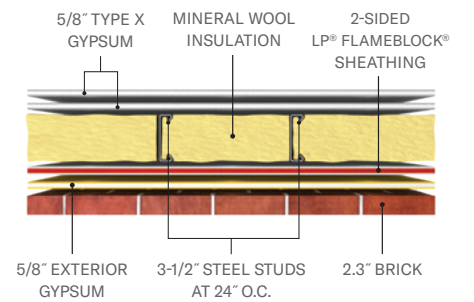 5/8″ TYPE X
GYPSUM
MINERAL WOOL
INSULATION
2-SIDED
LP® FLAMEBLOCK®
SHEATHING
5/8″ EXTERIOR
GYPSUM
3-1/2″ STEEL STUDS
AT 24″ O.C.
2.3″ BRICK